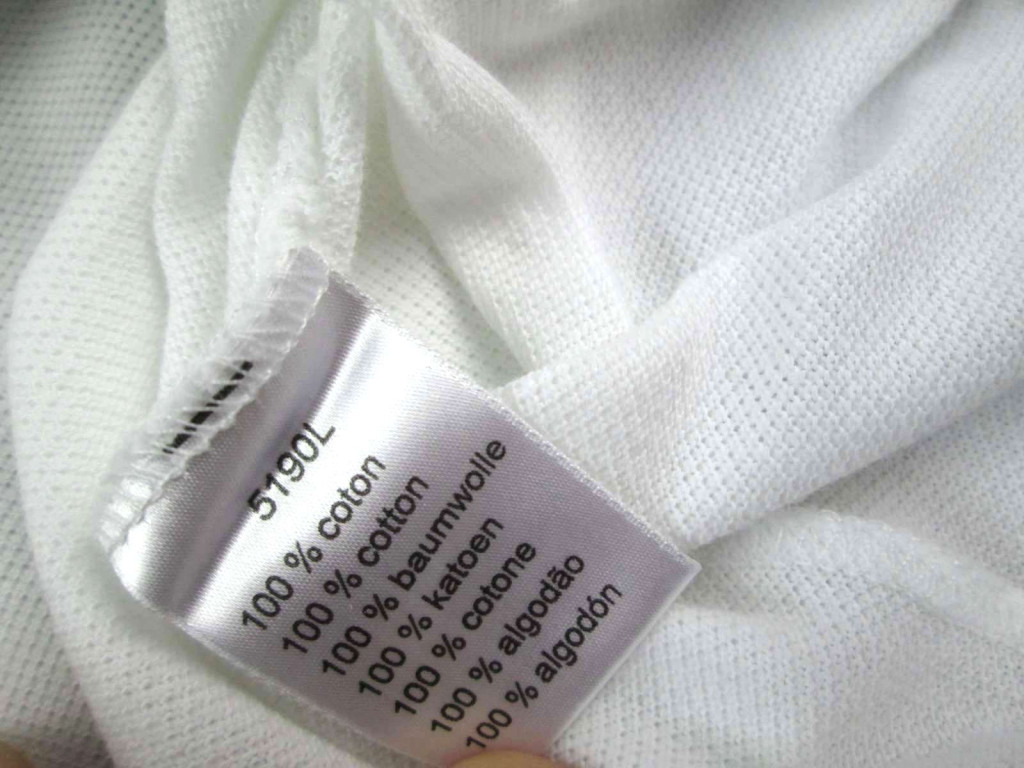 5190L
100 % coton
100 % cotton
100 % baumwolle
100 % katoen
100 % cotone
100 % algodão
100 % algodón